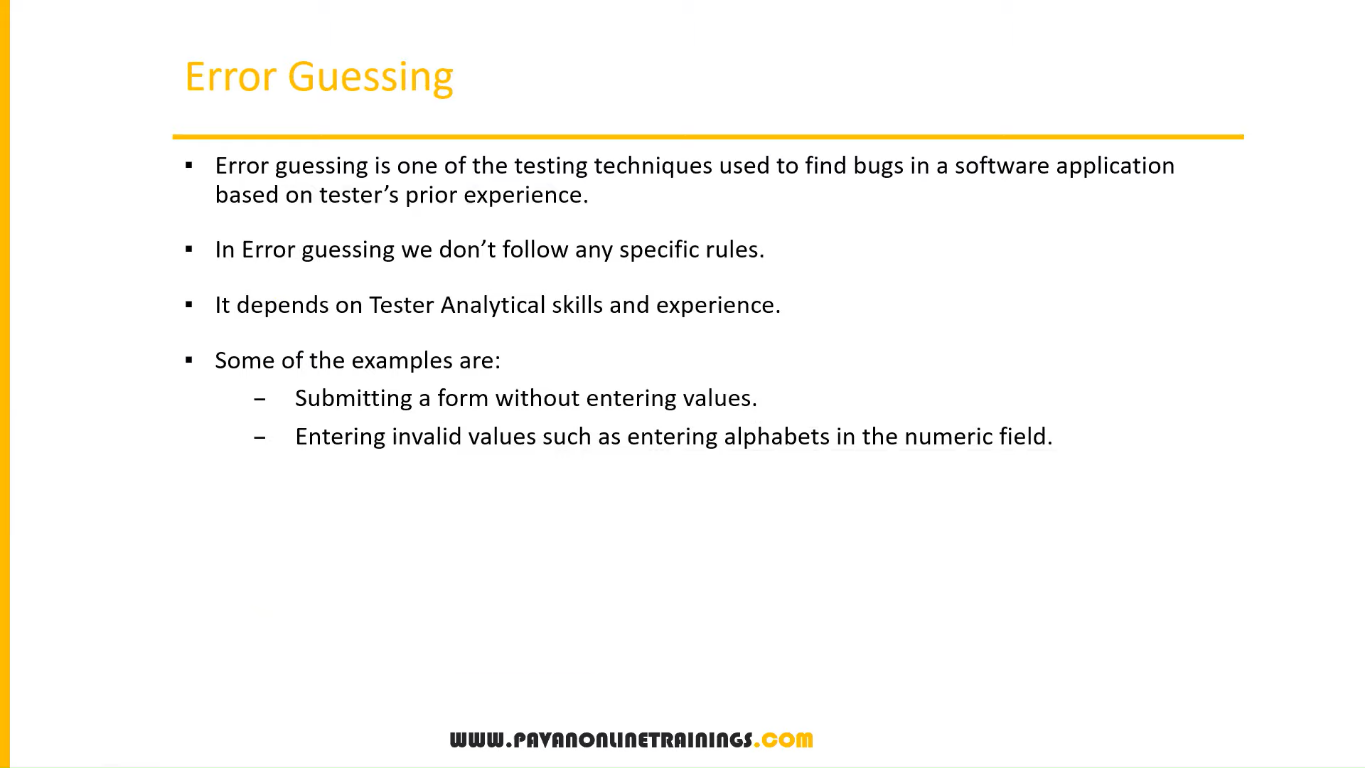 Error Guessing
▪ Error guessing is one of the testing techniques used to find bugs in a software application
based on tester’s prior experience.
▪ In Error guessing we don’t follow any specific rules.
▪ It depends on Tester Analytical skills and experience.
▪ Some of the examples are:
– Submitting a form without entering values.
– Entering invalid values such as entering alphabets in the numeric field.
WWW.PAVANONLINETRAININGS.COM